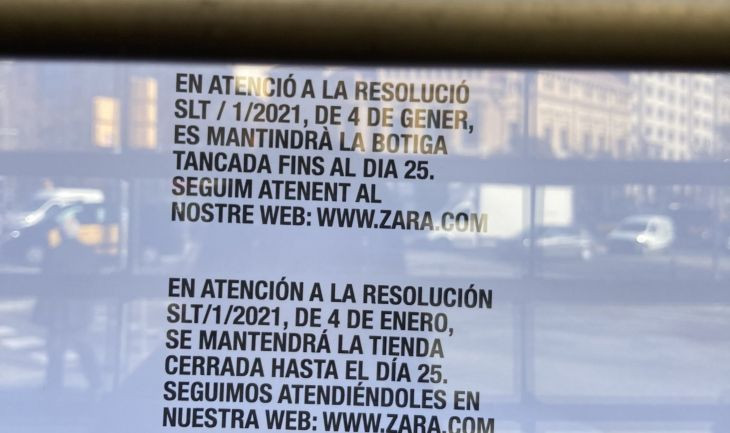 EN ATENCIÓ A LA RESOLUCIÓ
SLT / 1/2021, DE 4 DE GENER,
ES MANTINDRÀ LA BOTIGA
TANCADA FINS AL DIA 25.
SEGUIM ATENENT AL
NOSTRE WEB: WWW.ZARA.COM
EN ATENCIÓN A LA RESOLUCIÓN
SLT/1/2021, DE 4 DE ENERO,
SE MANTENDRÁ LA TIENDA
CERRADA HASTA EL DÍA 25.
SEGUIMOS ATENDIÉNDOLES EN
NUESTRA WEB: WWW.ZARA.COM